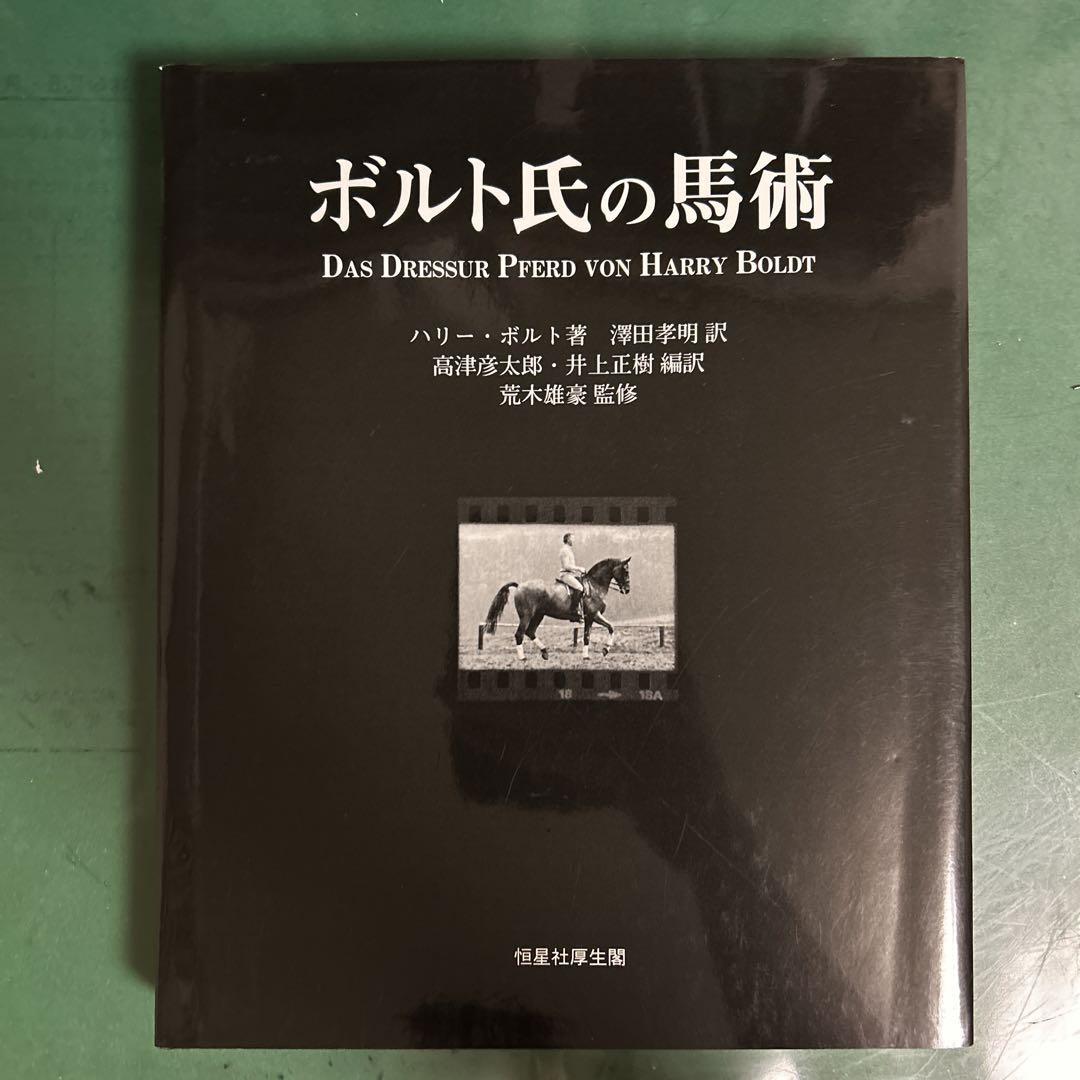 ボルト氏の馬術
DAS DRESSUR PFERD VON HARRY BOLDT
ハリー・ボルト著 澤田孝明 訳
高津彦太郎・井上正樹 編訳
荒木雄豪 監修
18 → 18A
恒星社厚生閣